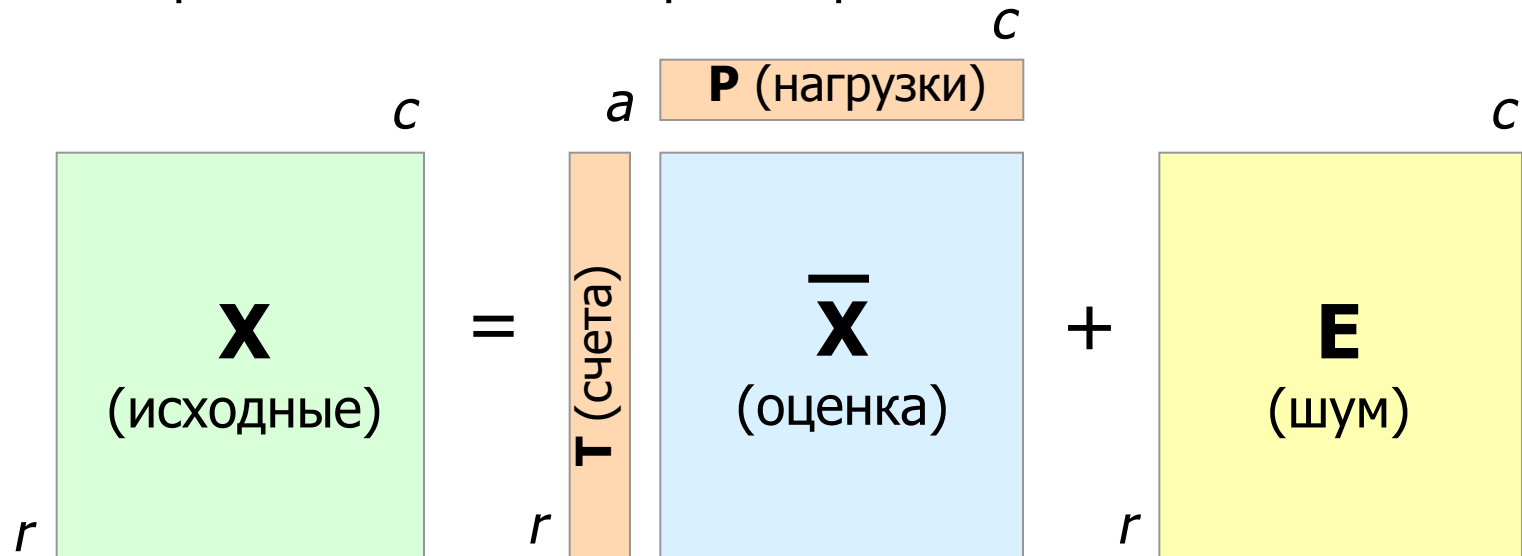 c
P (нагрузки)
c
a
c
X
(исходные)
=
T (счета)
X̅
(оценка)
+
E
(шум)
r
r
r